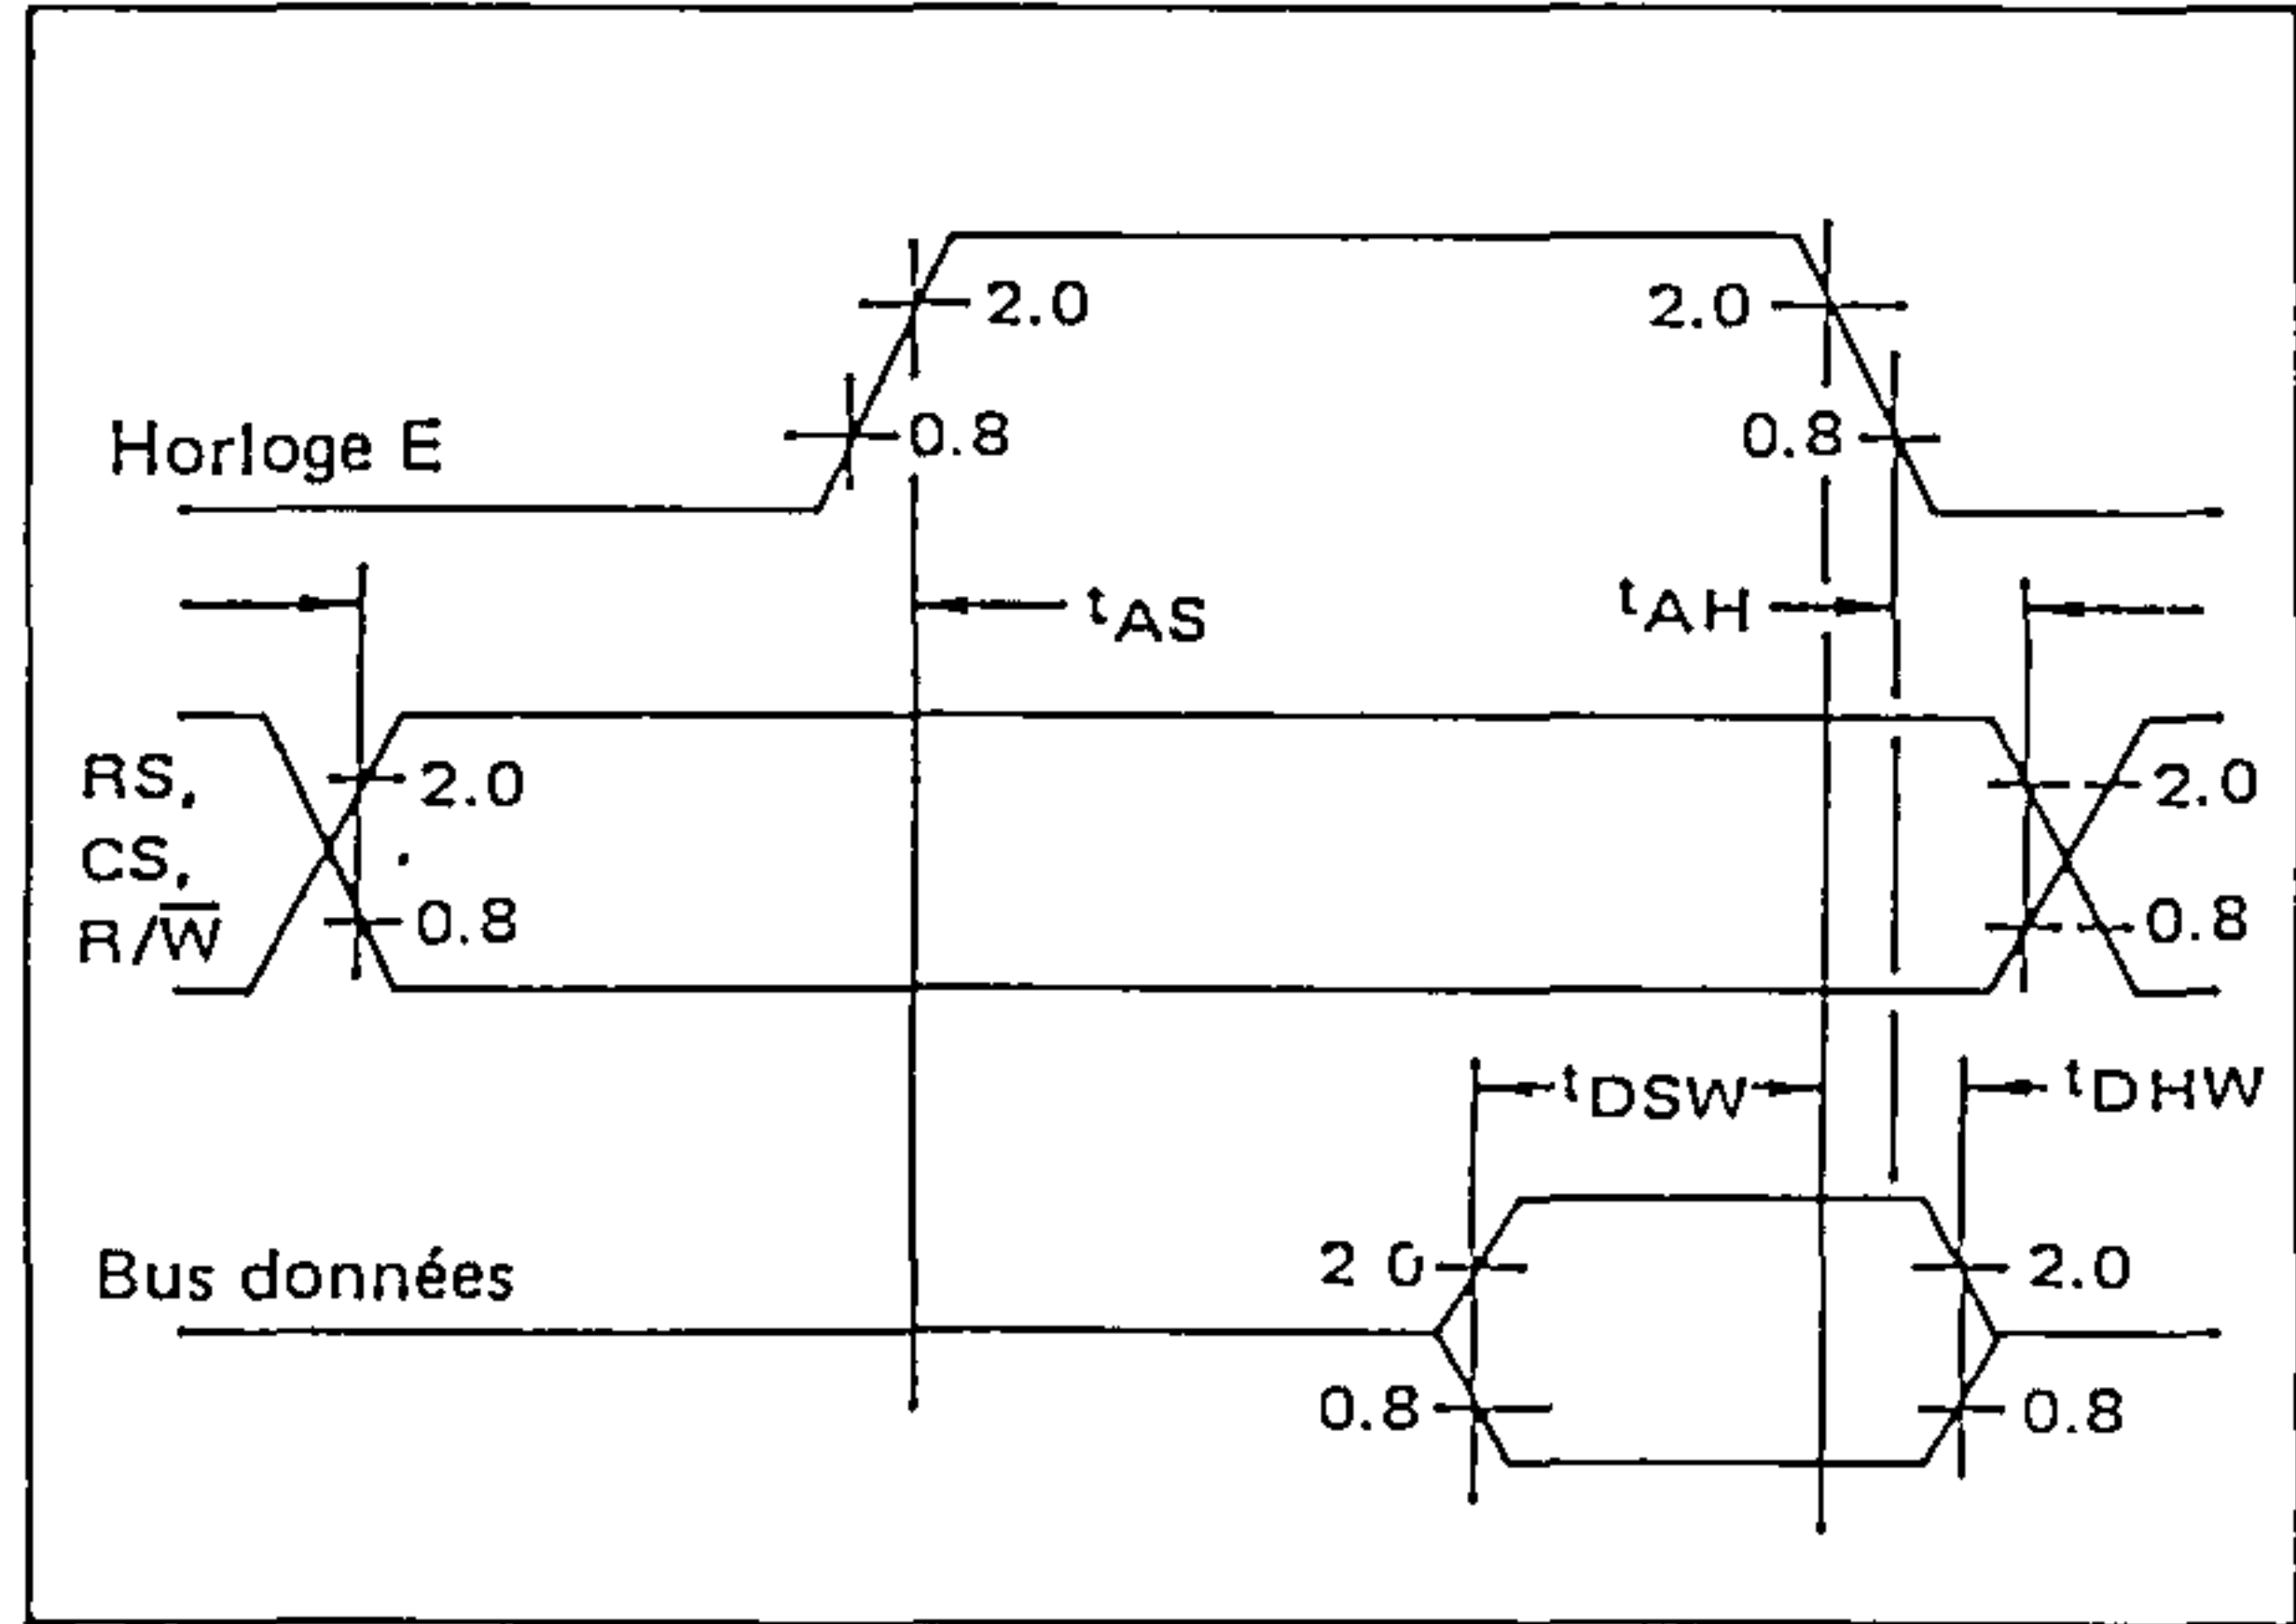 2.0 2.0
Horloge E 0.8 0.8
tAS tAH
RS, 2.0 2.0
CS,
R/W̅ 0.8 0.8
tDSW tDHW
Bus données 2 0 2.0
0.8 0.8